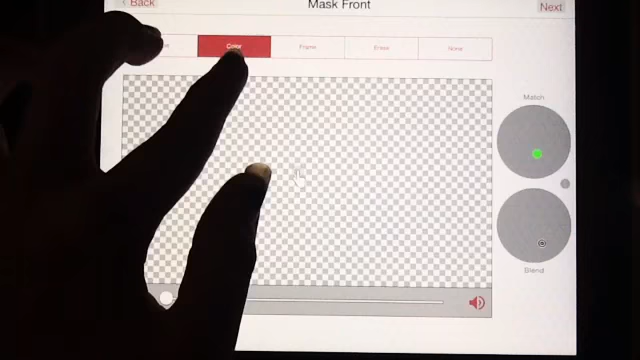 Back
Mask Front
Next
Color
Frame
Erase
None
Match
Blend